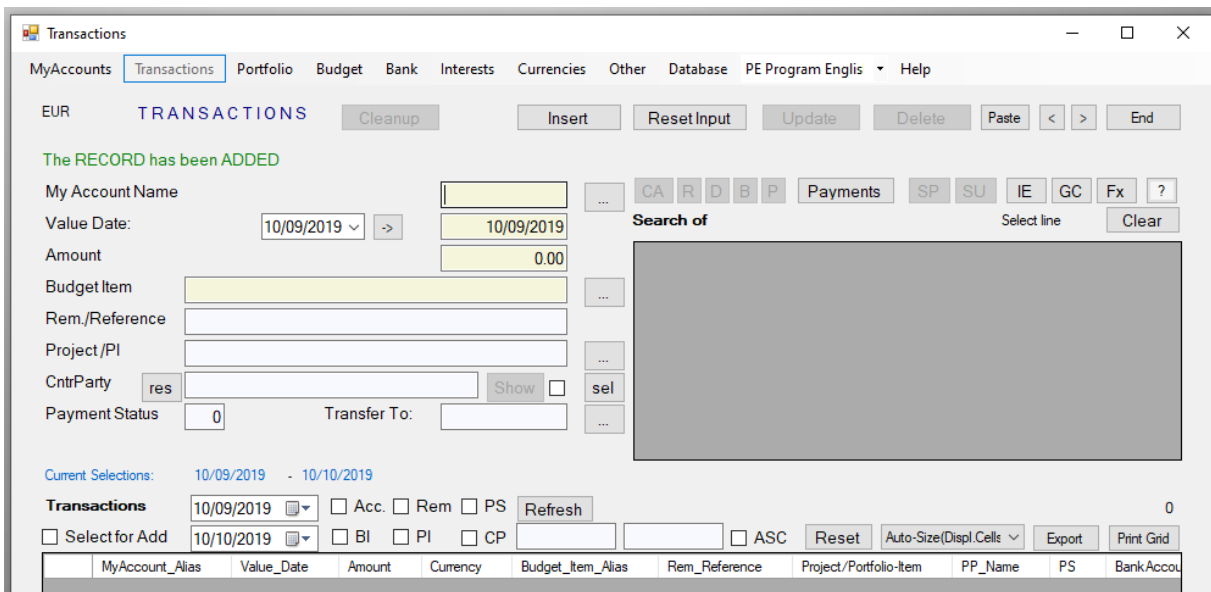 Transactions
MyAccounts Transactions Portfolio Budget Bank Interests Currencies Other Database PE Program Englis Help
EUR TRANSACTIONS Cleanup Insert Reset Input Update Delete Paste < > End
The RECORD has been ADDED
My Account Name ... CA R D B P Payments SP SU IE GC Fx ?
Value Date: 10/09/2019 -> 10/09/2019 Search of Select line Clear
Amount 0.00
Budget Item ...
Rem./Reference
Project /PI ...
CntrParty res Show sel
Payment Status 0 Transfer To: ...
Current Selections: 10/09/2019 - 10/10/2019
Transactions 10/09/2019 Acc. Rem PS Refresh 0
Select for Add 10/10/2019 BI PI CP ASC Reset Auto-Size(Displ.Cells Export Print Grid
MyAccount_Alias Value_Date Amount Currency Budget_Item_Alias Rem_Reference Project/Portfolio-Item PP_Name PS Bank Accou